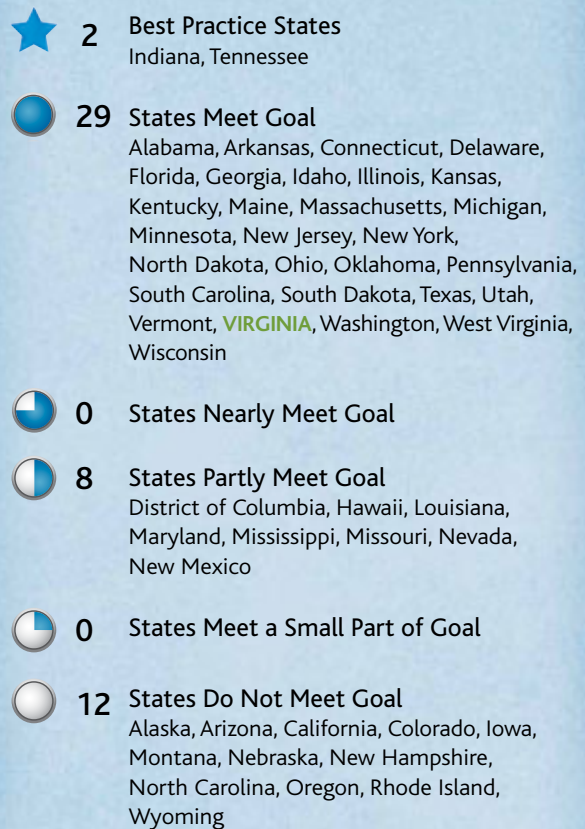 2 Best Practice States
Indiana, Tennessee
29 States Meet Goal
Alabama, Arkansas, Connecticut, Delaware,
Florida, Georgia, Idaho, Illinois, Kansas,
Kentucky, Maine, Massachusetts, Michigan,
Minnesota, New Jersey, New York,
North Dakota, Ohio, Oklahoma, Pennsylvania,
South Carolina, South Dakota, Texas, Utah,
Vermont, VIRGINIA, Washington, West Virginia,
Wisconsin
0 States Nearly Meet Goal
8 States Partly Meet Goal
District of Columbia, Hawaii, Louisiana,
Maryland, Mississippi, Missouri, Nevada,
New Mexico
0 States Meet a Small Part of Goal
12 States Do Not Meet Goal
Alaska, Arizona, California, Colorado, Iowa,
Montana, Nebraska, New Hampshire,
North Carolina, Oregon, Rhode Island,
Wyoming